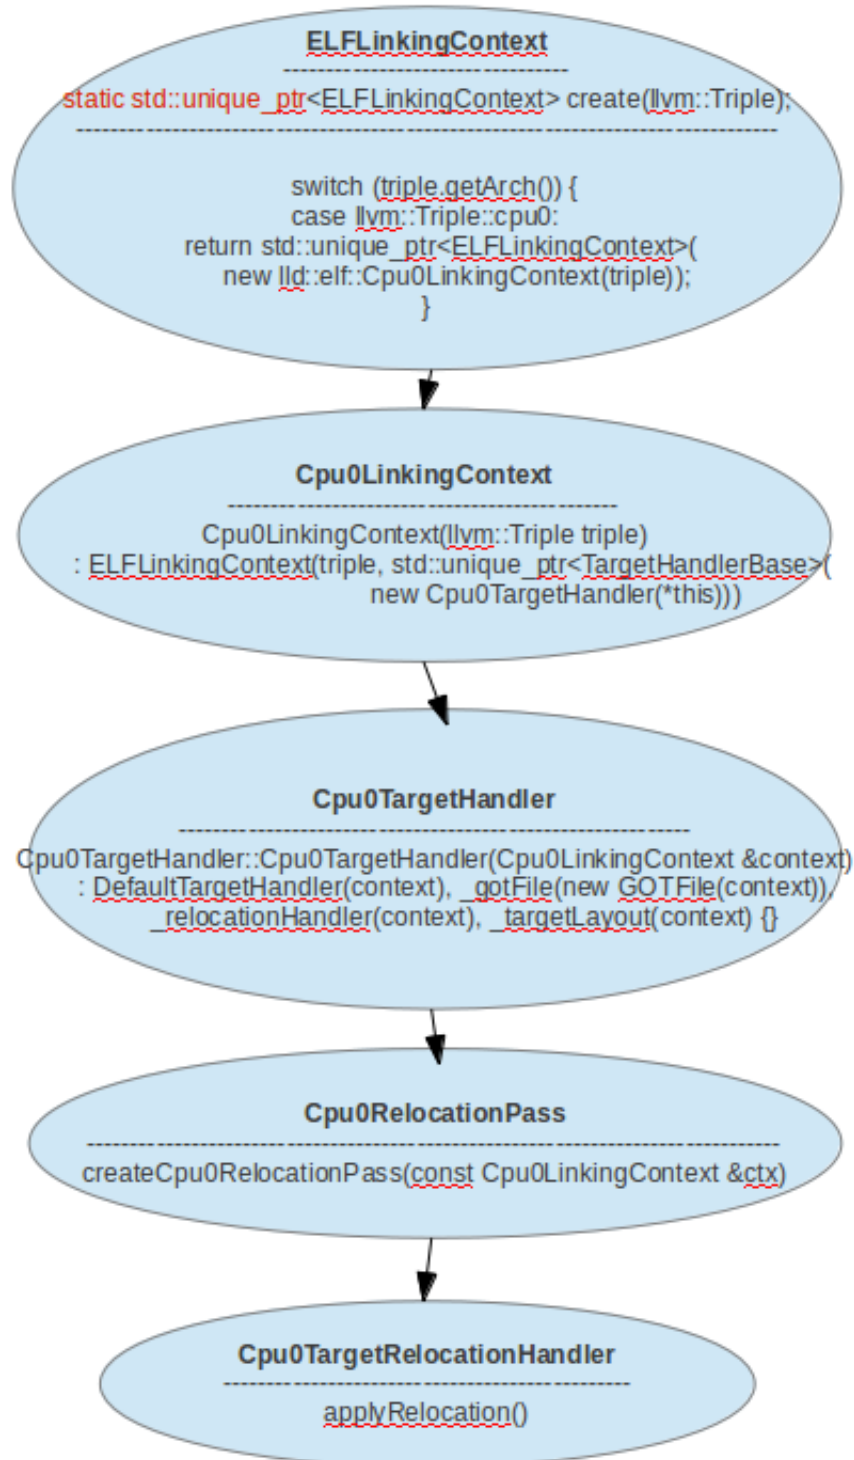 ELFLinkingContext
---------------------------------
static std::unique_ptr<ELFLinkingContext> create(llvm::Triple);
---------------------------------------------------------------------------------
switch (triple.getArch()) {
case llvm::Triple::cpu0:
return std::unique_ptr<ELFLinkingContext>(
new lld::elf::Cpu0LinkingContext(triple));
}
Cpu0LinkingContext
---------------------------------------------
Cpu0LinkingContext(llvm::Triple triple)
: ELFLinkingContext(triple, std::unique_ptr<TargetHandlerBase>(
new Cpu0TargetHandler(*this)))
Cpu0TargetHandler
-----------------------------------------------------------
Cpu0TargetHandler::Cpu0TargetHandler(Cpu0LinkingContext &context)
: DefaultTargetHandler(context), _gotFile(new GOTFile(context)),
_relocationHandler(context), _targetLayout(context) {}
Cpu0RelocationPass
--------------------------------------------------------------------------------
createCpu0RelocationPass(const Cpu0LinkingContext &ctx)
Cpu0TargetRelocationHandler
-----------------------------------------------
applyRelocation()